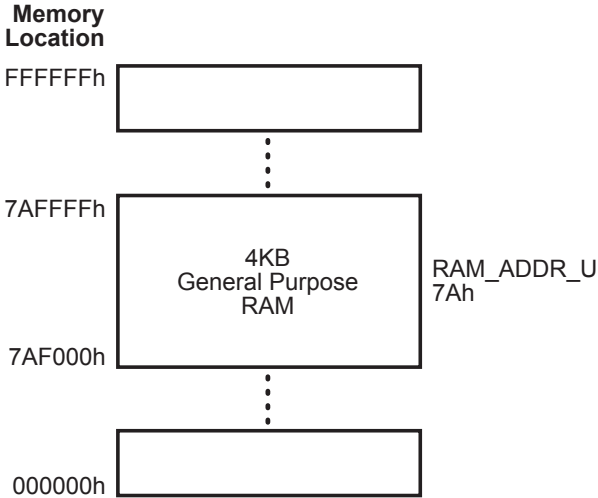 Memory
Location
FFFFFFh
7AFFFFh
4KB
General Purpose
RAM
RAM_ADDR_U
7Ah
7AF000h
000000h